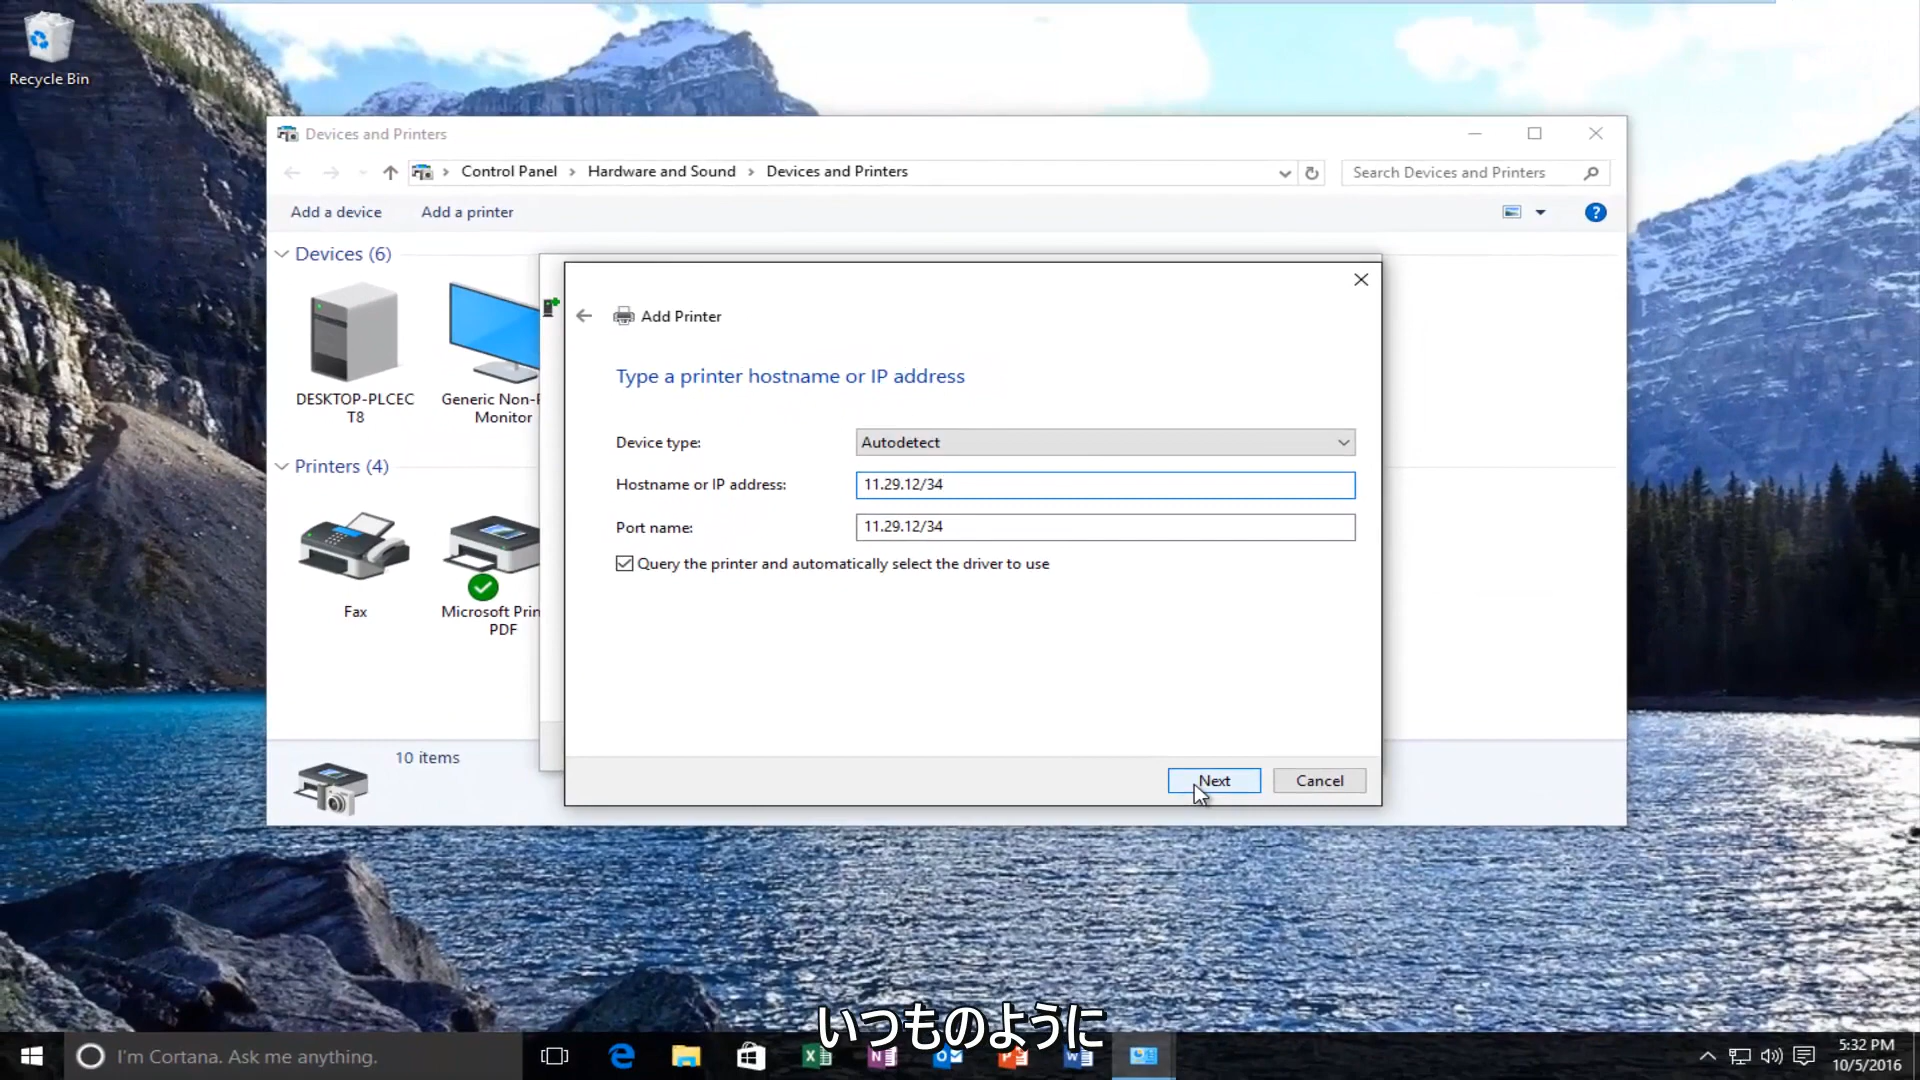 Recycle Bin
Devices and Printers
Control Panel
Hardware and Sound
Devices and Printers
Search Devices and Printers
Add a device
Add a printer
?
Devices (6)
DESKTOP-PLCEC
T8
Generic Non-
Monitor
Printers (4)
Fax
Microsoft Prin
PDF
10 items
Add Printer
Type a printer hostname or IP address
Device type:
Autodetect
Hostname or IP address:
11.29.12/34
Port name:
11.29.12/34
Query the printer and automatically select the driver to use
Next
Cancel
いつものように
I'm Cortana. Ask me anything.
5:32 PM
10/5/2016